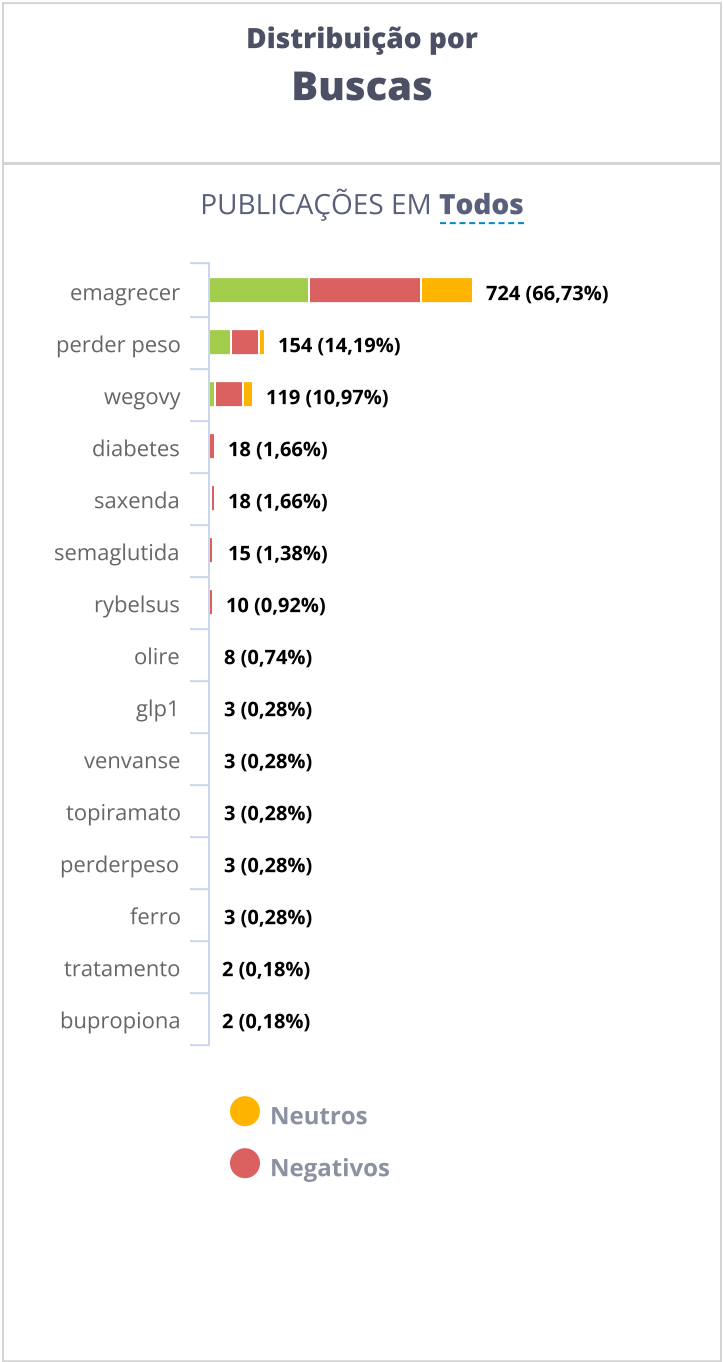 Distribuição por
Buscas
PUBLICAÇÕES EM Todos
emagrecer 724 (66,73%)
perder peso 154 (14,19%)
wegovy 119 (10,97%)
diabetes 18 (1,66%)
saxenda 18 (1,66%)
semaglutida 15 (1,38%)
rybelsus 10 (0,92%)
olire 8 (0,74%)
glp1 3 (0,28%)
venvanse 3 (0,28%)
topiramato 3 (0,28%)
perderpeso 3 (0,28%)
ferro 3 (0,28%)
tratamento 2 (0,18%)
bupropiona 2 (0,18%)
Neutros
Negativos